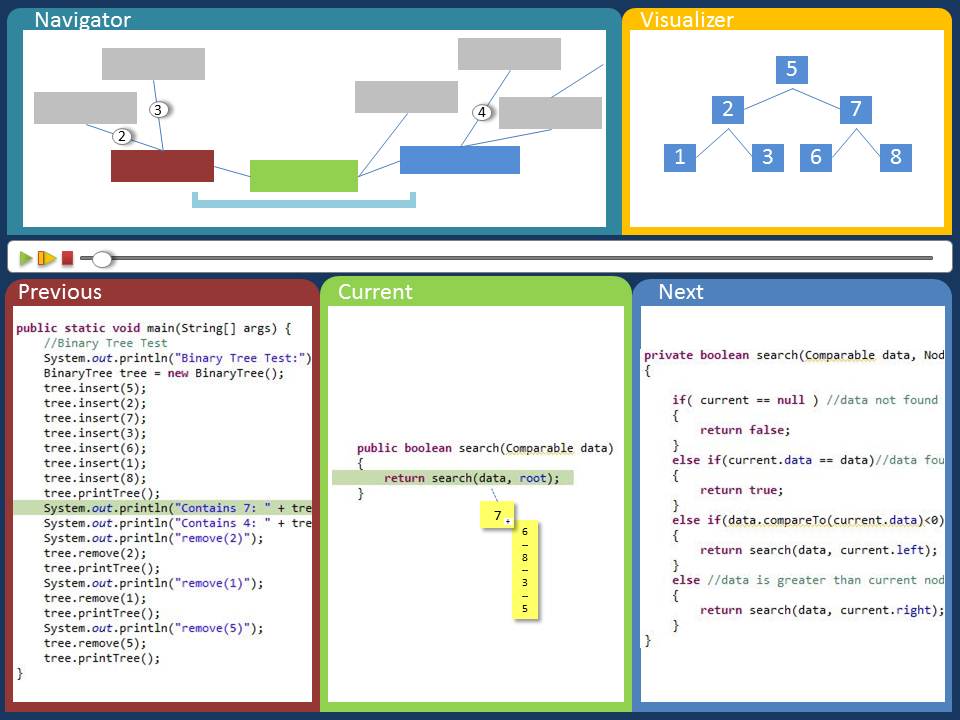 Navigator
3
2
4
Visualizer
5
2 7
1 3 6 8
Previous
public static void main(String[] args) {
//Binary Tree Test
System.out.println("Binary Tree Test:")
BinaryTree tree = new BinaryTree();
tree.insert(5);
tree.insert(2);
tree.insert(7);
tree.insert(3);
tree.insert(6);
tree.insert(1);
tree.insert(8);
tree.printTree();
System.out.println("Contains 7: " + tre
System.out.println("Contains 4: " + tre
System.out.println("remove(2)");
tree.remove(2);
tree.printTree();
System.out.println("remove(1)");
tree.remove(1);
tree.printTree();
System.out.println("remove(5)");
tree.remove(5);
tree.printTree();
}
Current
public boolean search(Comparable data)
{
return search(data, root);
}
7 +
6
–
8
–
3
–
5
Next
private boolean search(Comparable data, Nod
{
if( current == null ) //data not found
{
return false;
}
else if(current.data == data)//data fou
{
return true;
}
else if(data.compareTo(current.data)<0)
{
return search(data, current.left);
}
else //data is greater than current nod
{
return search(data, current.right);
}
}